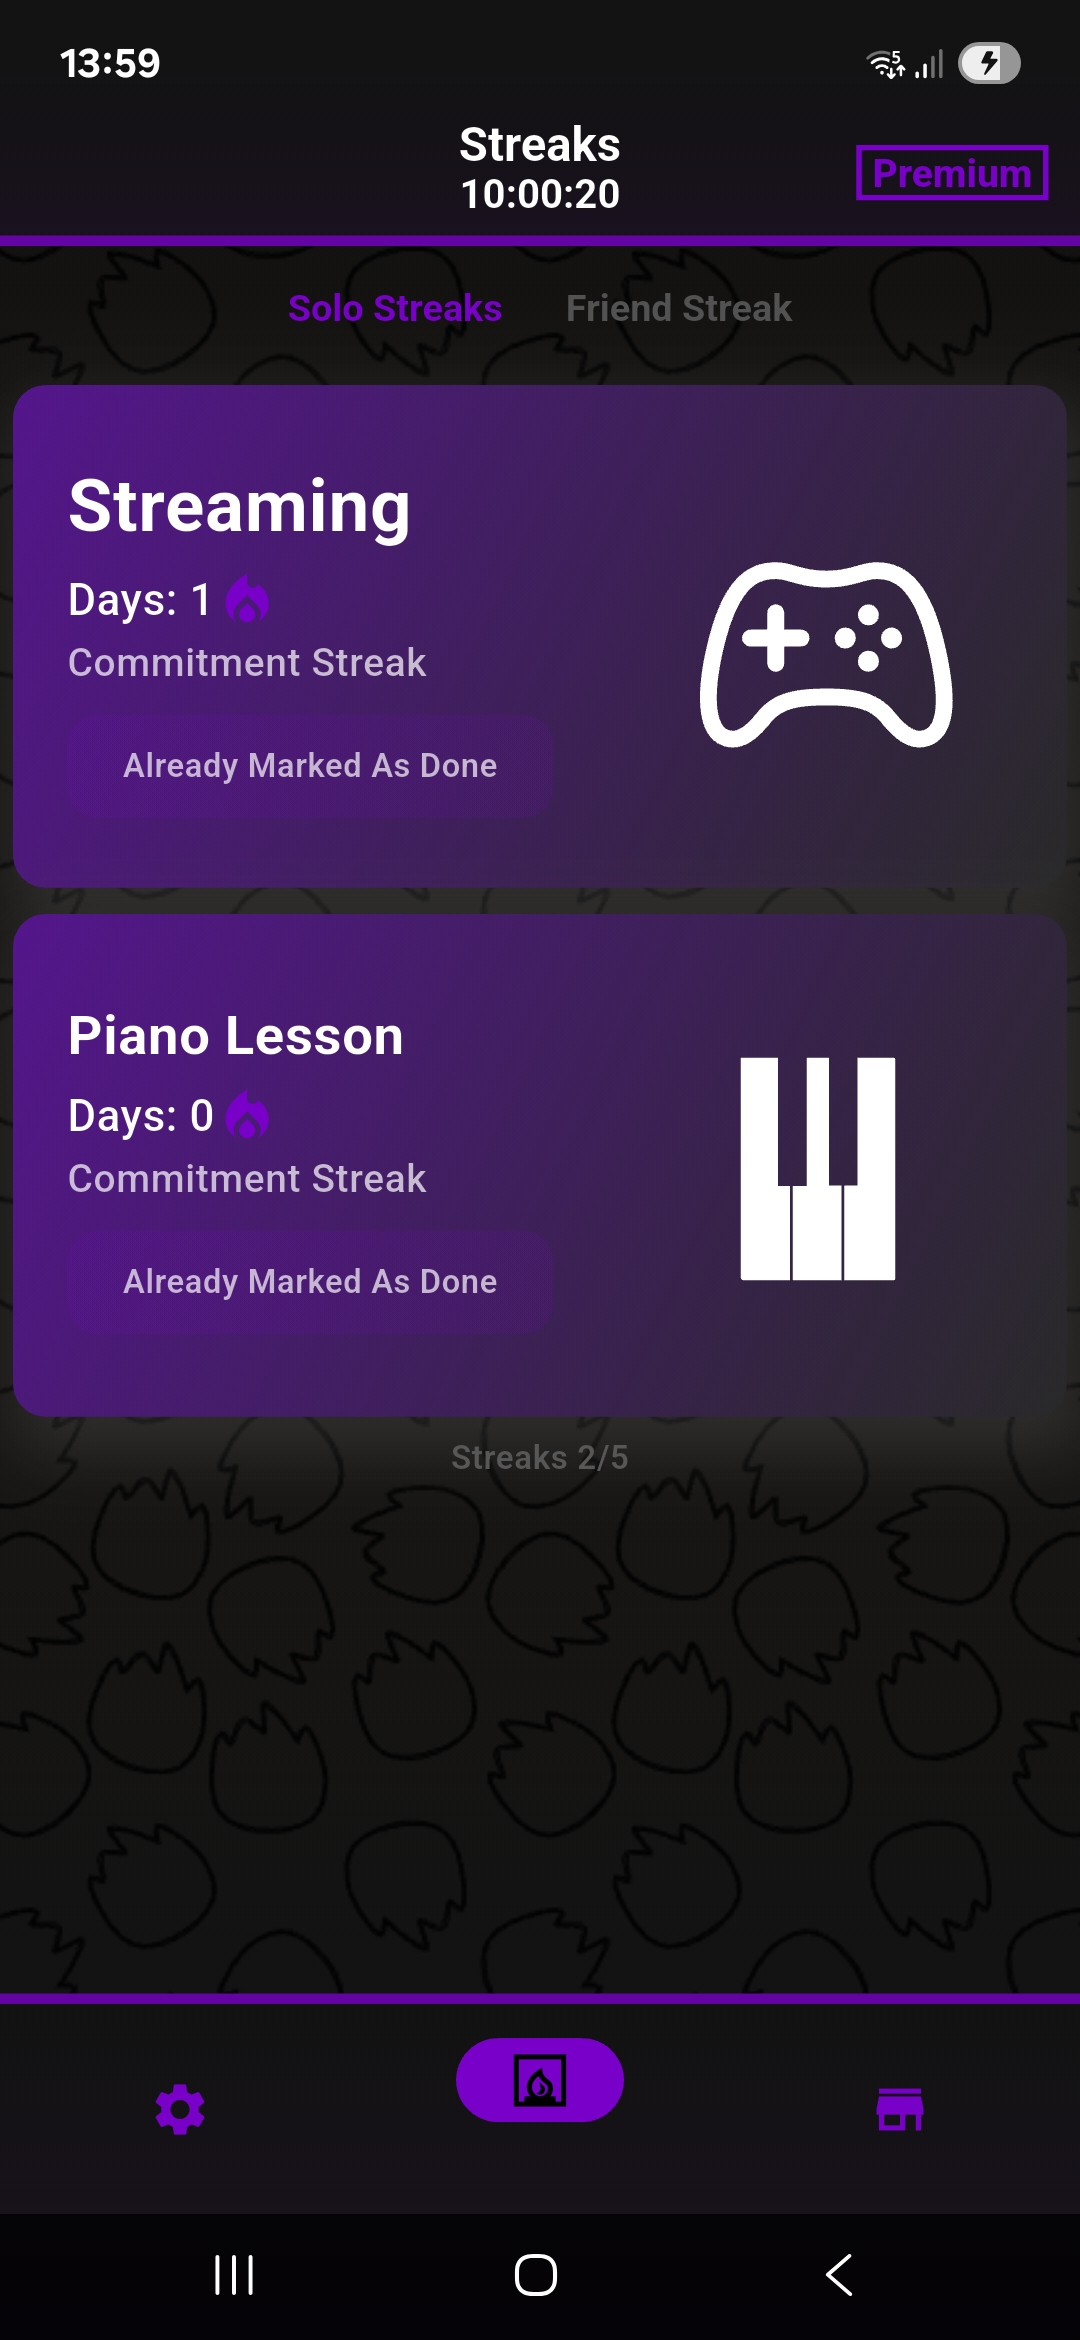 13:59
5
Streaks
10:00:20
Premium
Solo Streaks
Friend Streak
Streaming
Days: 1
Commitment Streak
Already Marked As Done
Piano Lesson
Days: 0
Commitment Streak
Already Marked As Done
Streaks 2/5